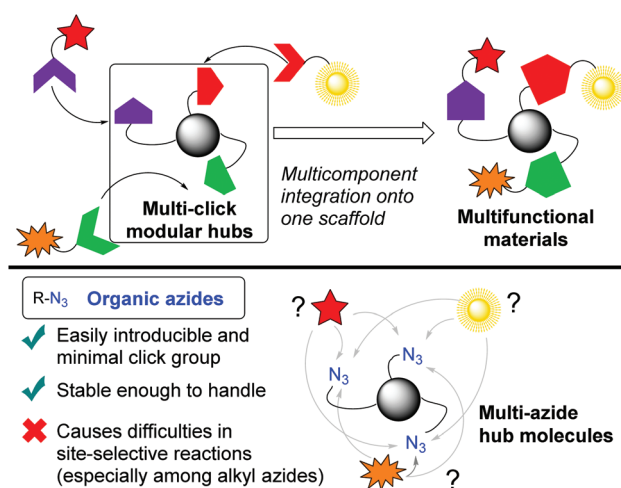 Multi-click
modular hubs
Multicomponent
integration onto
one scaffold
Multifunctional
materials
R-N3 Organic azides
Easily introducible and
minimal click group
Stable enough to handle
Causes difficulties in
site-selective reactions
(especially among alkyl azides)
?
?
N3
N3
N3
?
Multi-azide
hub molecules